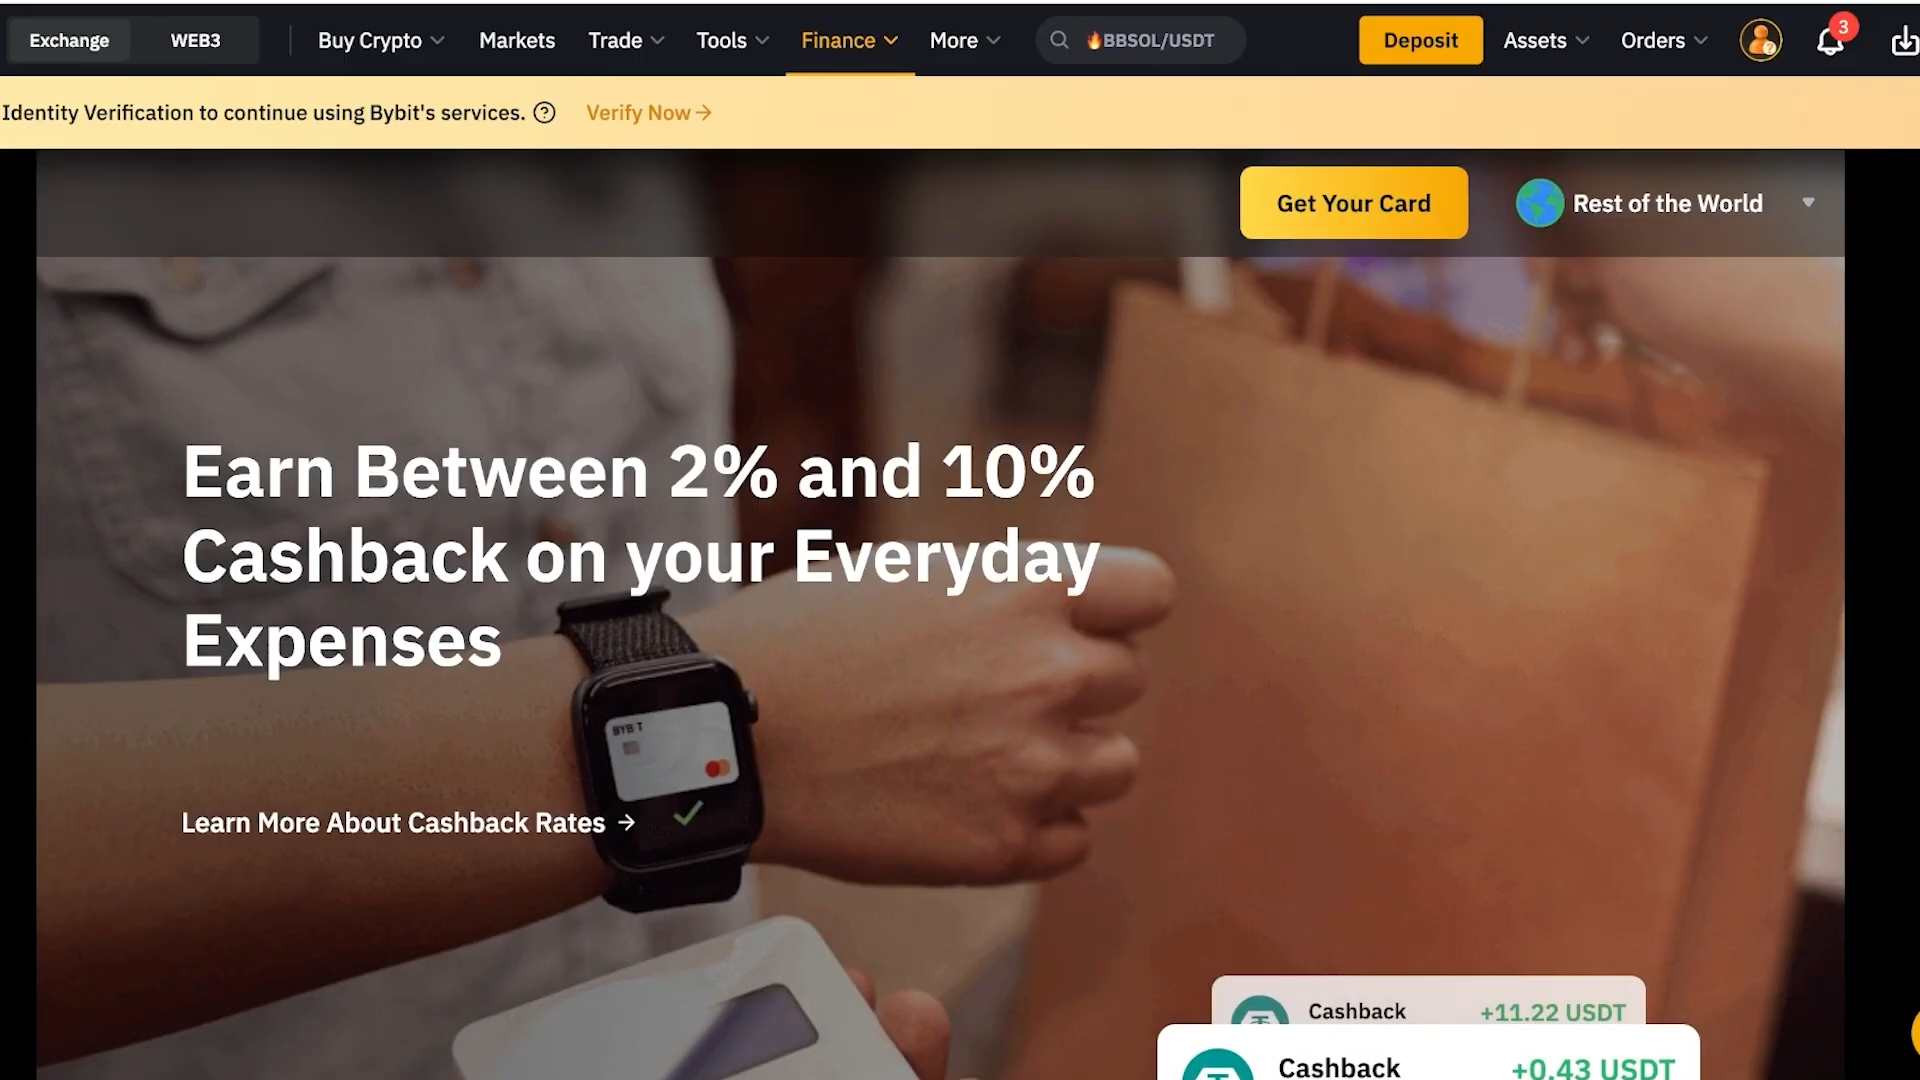 Exchange WEB3 Buy Crypto Markets Trade Tools Finance More 🔥BBSOL/USDT Deposit Assets Orders 3
Identity Verification to continue using Bybit's services. Verify Now →
Get Your Card Rest of the World
Earn Between 2% and 10%
Cashback on your Everyday
Expenses
BYBIT
Learn More About Cashback Rates →
Cashback +11.22 USDT
Cashback +0.43 USDT